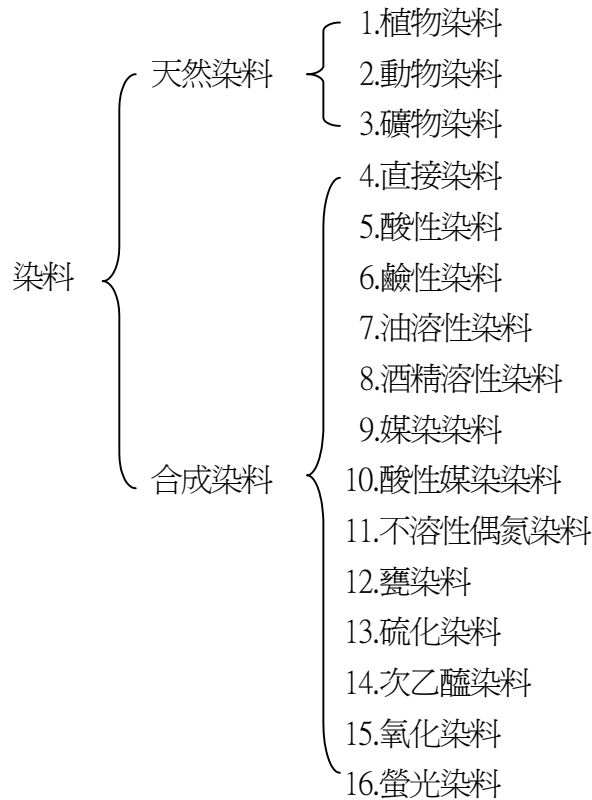 1.植物染料
天然染料
2.動物染料
3.礦物染料
4.直接染料
5.酸性染料
染料
6.鹼性染料
7.油溶性染料
8.酒精溶性染料
9.媒染染料
合成染料
10.酸性媒染染料
11.不溶性偶氮染料
12.甕染料
13.硫化染料
14.次乙醯染料
15.氧化染料
16.螢光染料